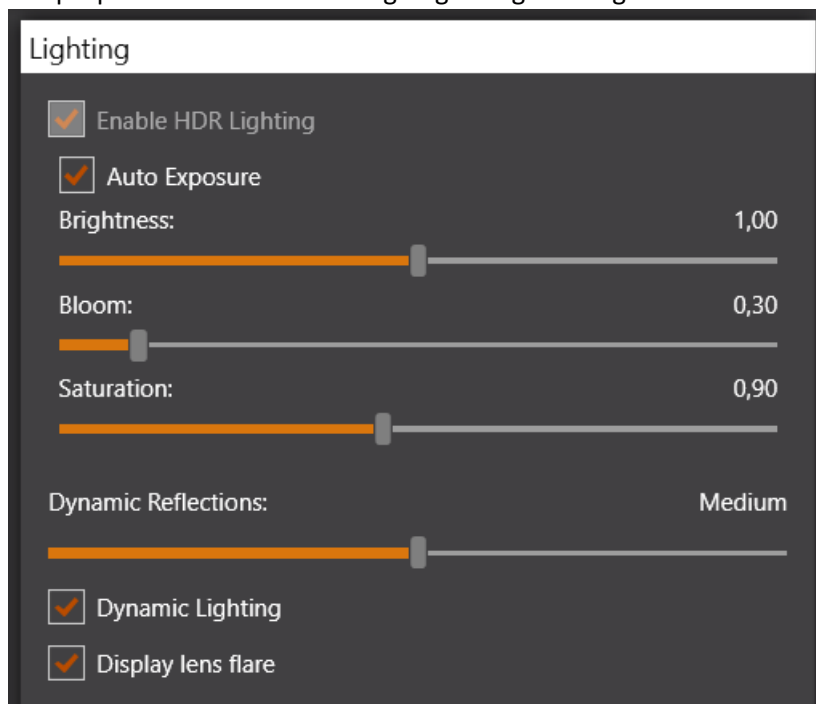 Lighting
Enable HDR Lighting
Auto Exposure
Brightness: 1,00
Bloom: 0,30
Saturation: 0,90
Dynamic Reflections: Medium
Dynamic Lighting
Display lens flare